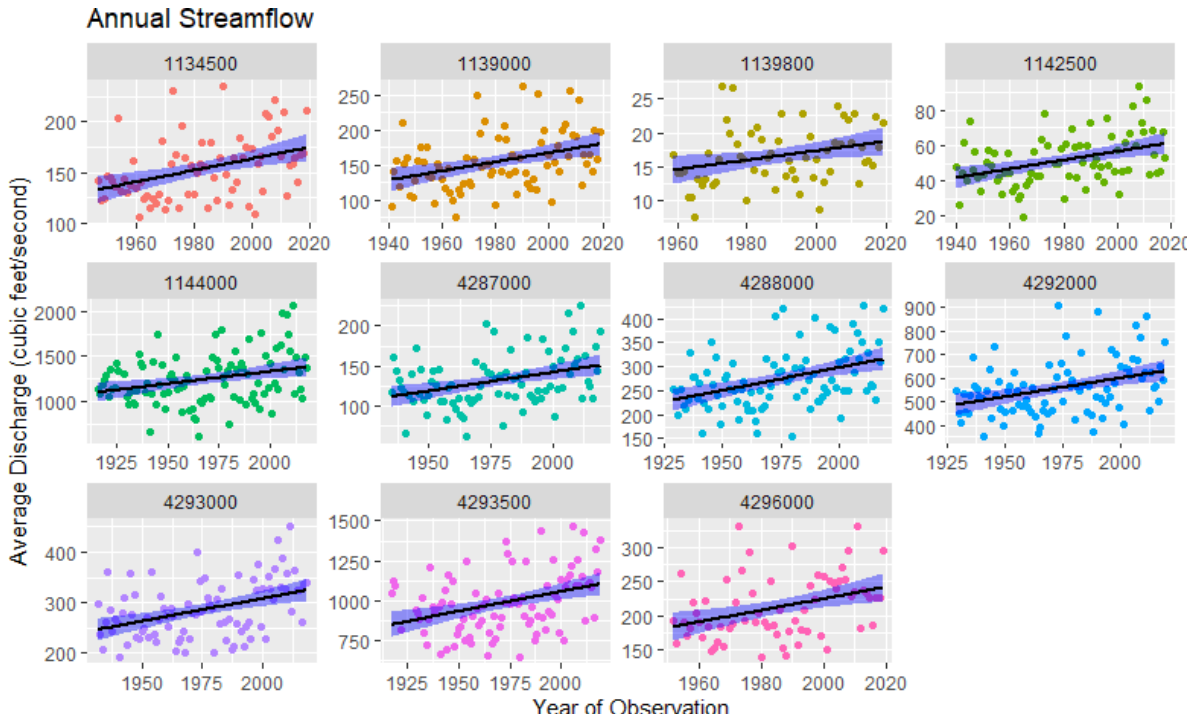 Annual Streamflow
Average Discharge (cubic feet/second)
1134500 1139000 1139800 1142500
200
150
100
1960 1980 2000 2020
250
200
150
100
1940 1960 1980 2000 2020
25
20
15
10
1960 1980 2000 2020
80
60
40
20
1940 1960 1980 2000 2020
1144000 4287000 4288000 4292000
2000
1500
1000
1925 1950 1975 2000
200
150
100
1950 1975 2000
400
350
300
250
200
150
1925 1950 1975 2000
900
800
700
600
500
400
1925 1950 1975 2000
4293000 4293500 4296000
400
300
200
1950 1975 2000
1500
1250
1000
750
1925 1950 1975 2000
300
250
200
150
1960 1980 2000 2020
Year of Observation